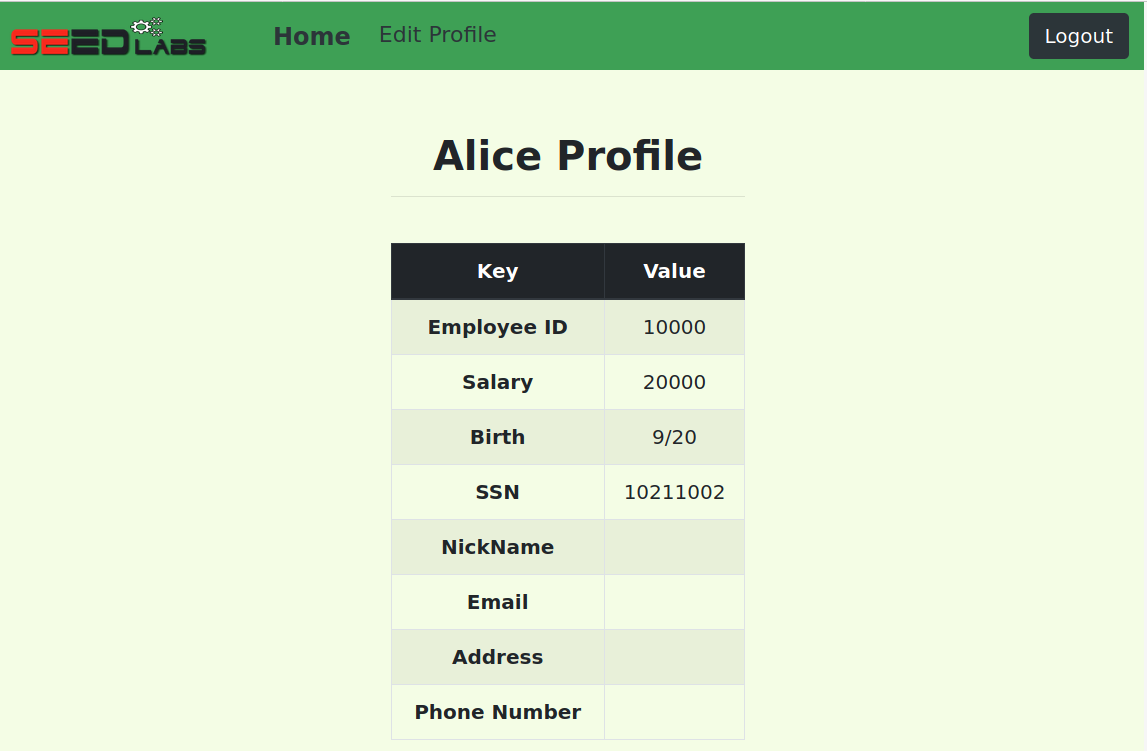 SEED LABS Home Edit Profile Logout
Alice Profile
Key Value
Employee ID 10000
Salary 20000
Birth 9/20
SSN 10211002
NickName
Email
Address
Phone Number